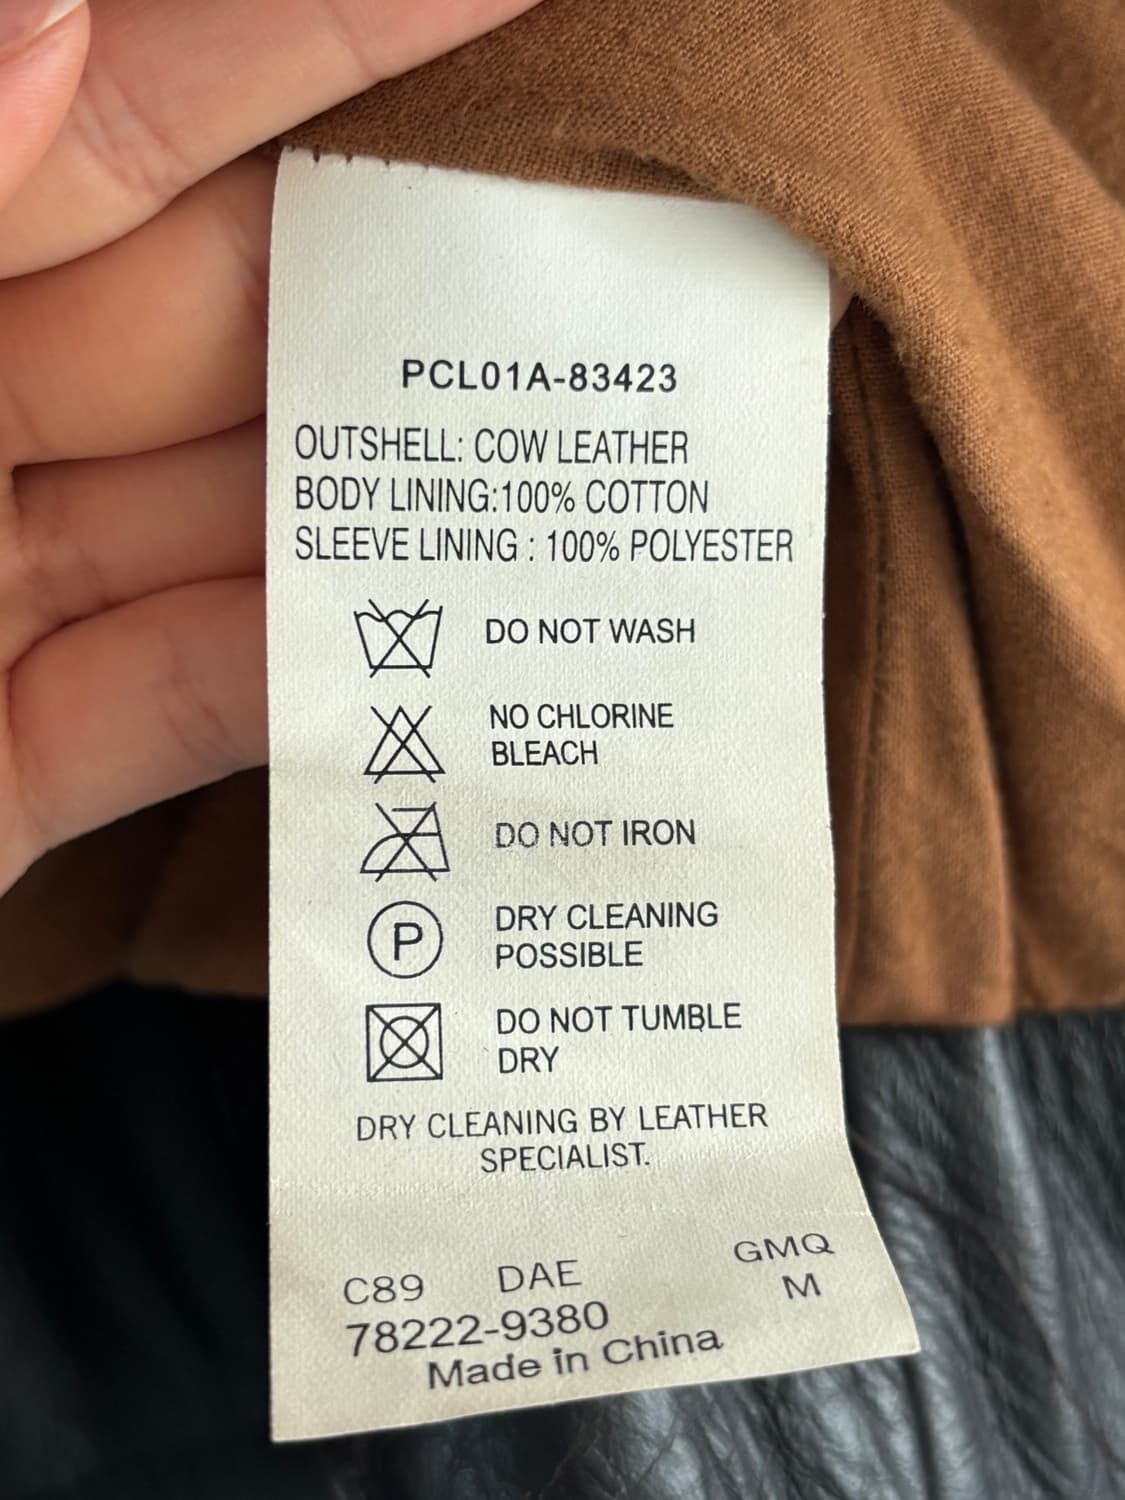 PCL01A-83423
OUTSHELL: COW LEATHER
BODY LINING:100% COTTON
SLEEVE LINING : 100% POLYESTER
DO NOT WASH
NO CHLORINE
BLEACH
DO NOT IRON
P
DRY CLEANING
POSSIBLE
DO NOT TUMBLE
DRY
DRY CLEANING BY LEATHER
SPECIALIST.
C89 DAE GMQ
78222-9380 M
Made in China